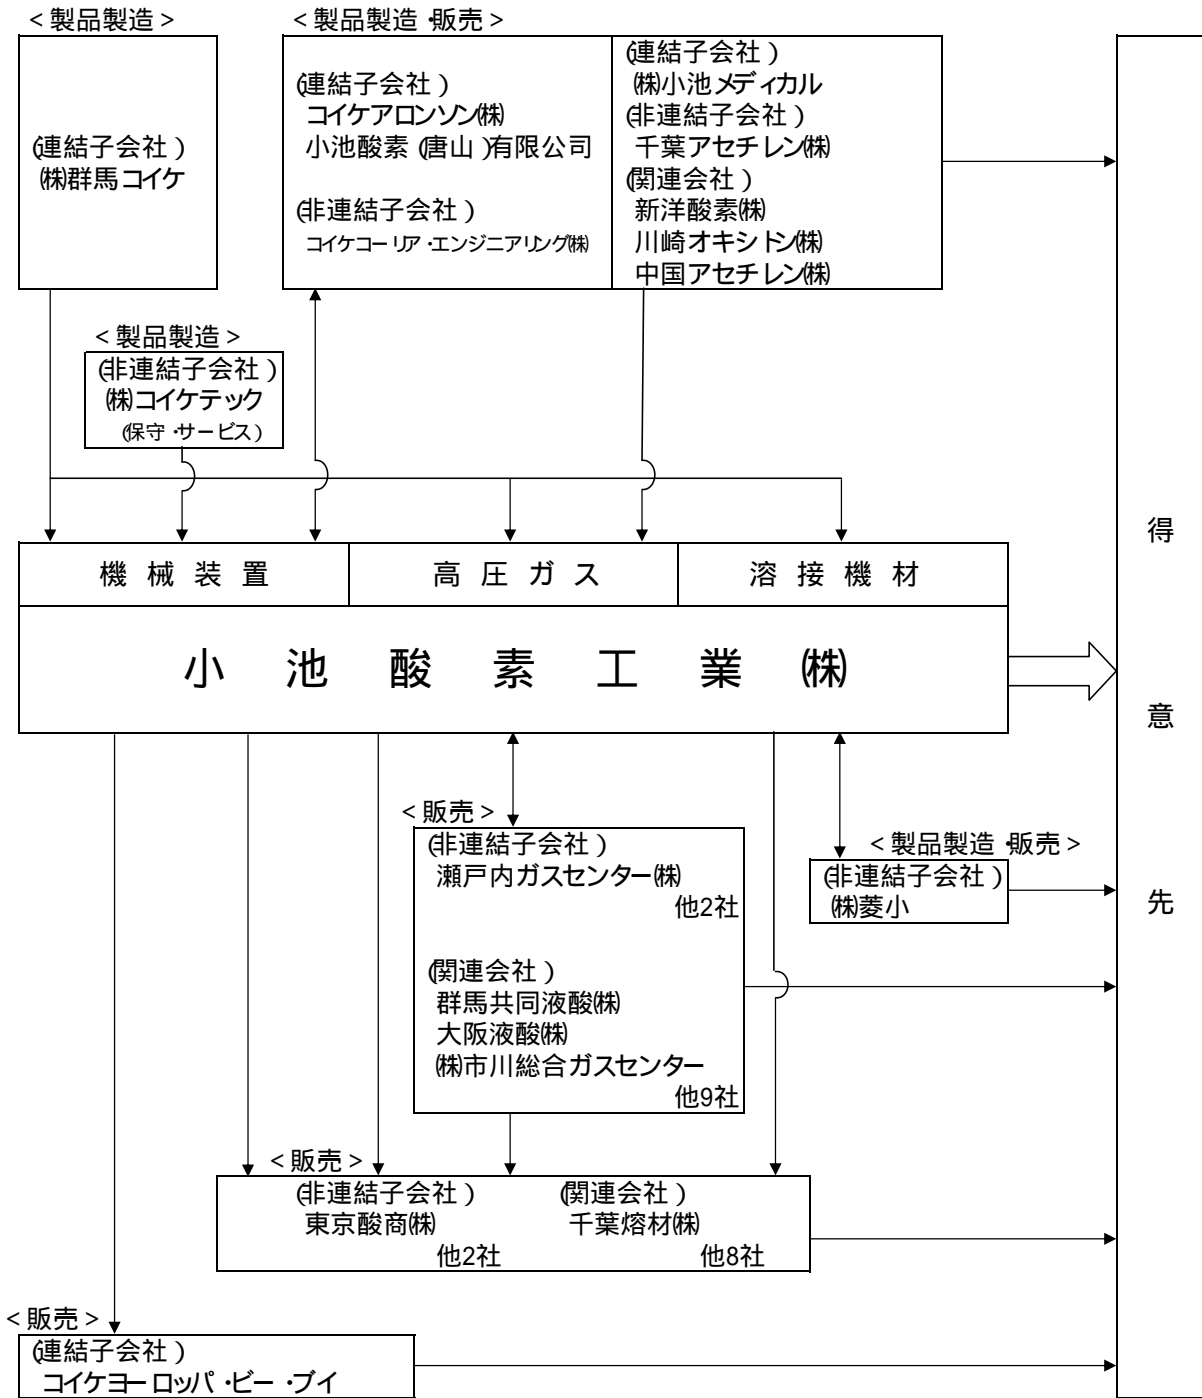 <製品製造>
(連結子会社)
㈱群馬コイケ
<製品製造・販売>
(連結子会社)
コイケアロンソン㈱
小池酸素(唐山)有限公司
(非連結子会社)
コイケコーリア・エンジニアリング㈱
(連結子会社)
㈱小池メディカル
(非連結子会社)
千葉アセチレン㈱
(関連会社)
新洋酸素㈱
川崎オキシトン㈱
中国アセチレン㈱
<製品製造>
(非連結子会社)
㈱コイケテック
(保守・サービス)
機械装置
高圧ガス
溶接機材
小池酸素工業㈱
得意先
<販売>
(非連結子会社)
瀬戸内ガスセンター㈱
他2社
(関連会社)
群馬共同液酸㈱
大阪液酸㈱
㈱市川総合ガスセンター
他9社
<製品製造・販売>
(非連結子会社)
㈱菱小
<販売>
(非連結子会社)
東京酸商㈱
他2社
(関連会社)
千葉熔材㈱
他8社
<販売>
(連結子会社)
コイケヨーロッパ・ビー・ブイ